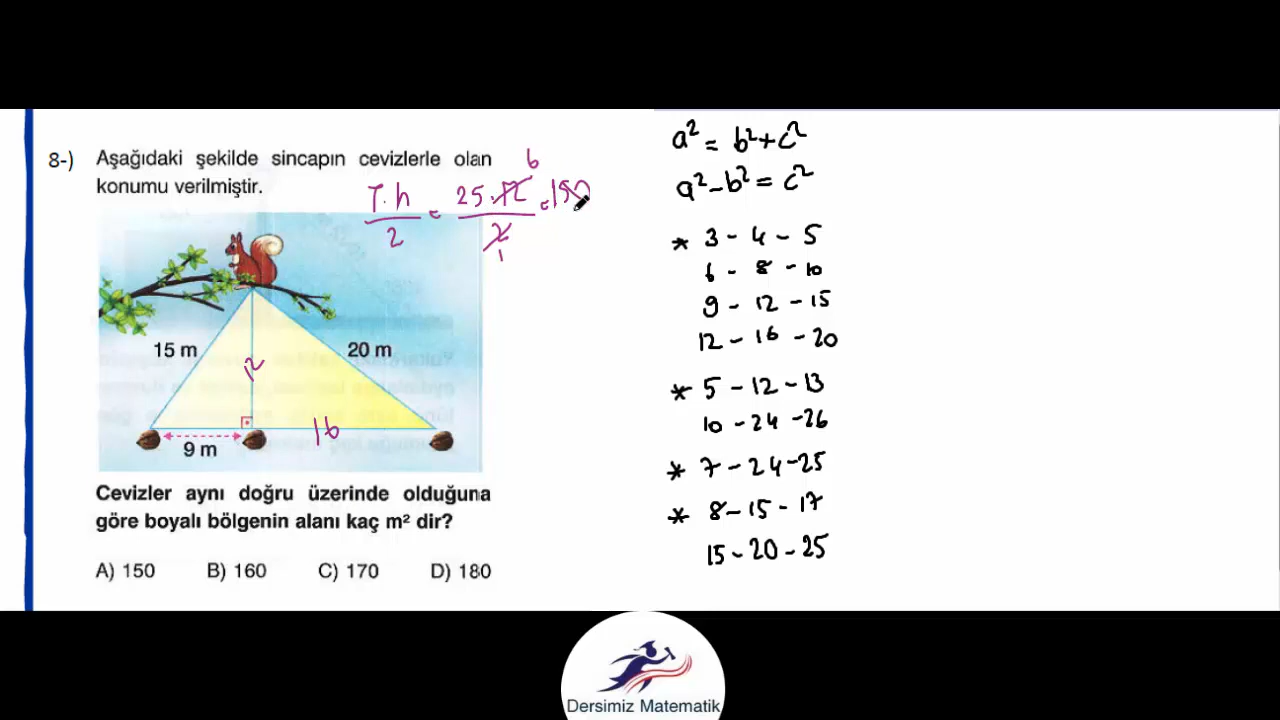 8-) Aşağıdaki şekilde sincapın cevizlerle olan
konumu verilmiştir.
T.h/2 = 25.12/2 = 150
6
1
15 m
20 m
12
16
9 m
Cevizler aynı doğru üzerinde olduğuna
göre boyalı bölgenin alanı kaç m² dir?
A) 150 B) 160 C) 170 D) 180
a² = b²+c²
a²-b² = c²
* 3 - 4 - 5
6 - 8 - 10
9 - 12 - 15
12 - 16 - 20
* 5 - 12 - 13
10 - 24 - 26
* 7 - 24 - 25
* 8 - 15 - 17
15 - 20 - 25
Dersimiz Matematik